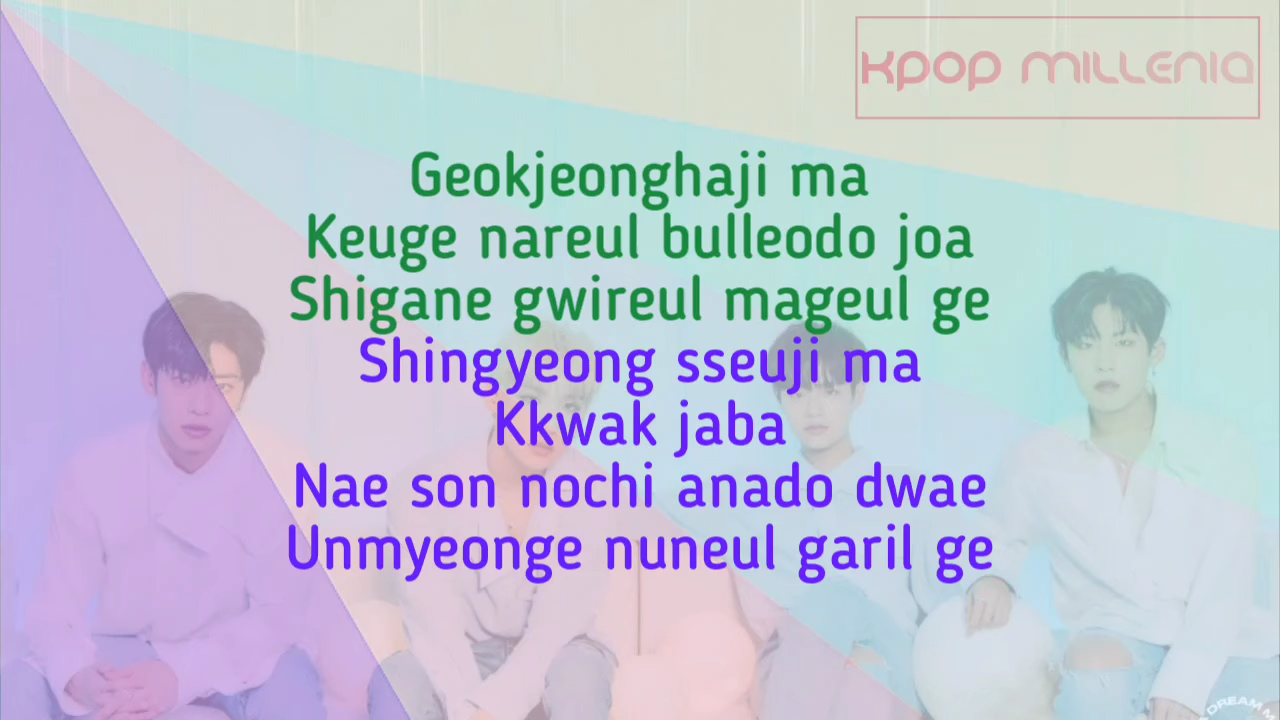 KPOP MILLENIA
Geokjeonghaji ma
Keuge nareul bulleodo joa
Shigane gwireul mageul ge
Shingyeong sseuji ma
Kkwak jaba
Nae son nochi anado dwae
Unmyeonge nuneul garil ge
DREAM